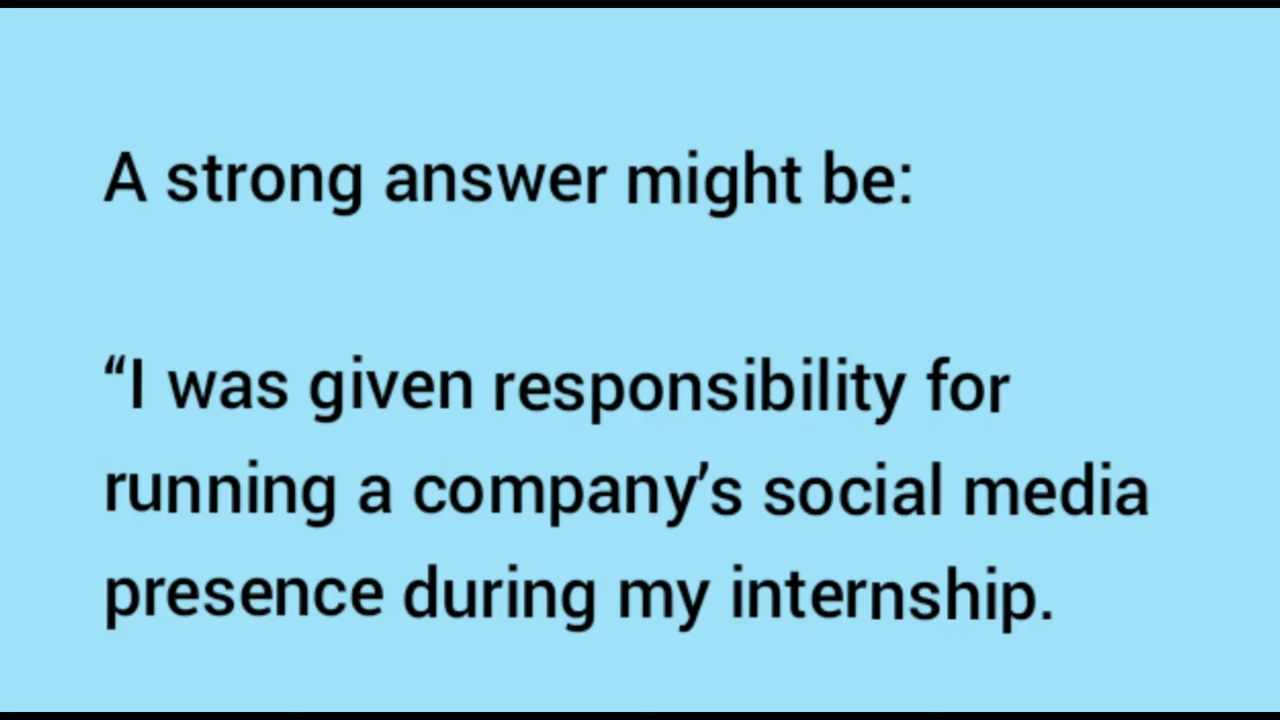 A strong answer might be:
“I was given responsibility for
running a company’s social media
presence during my internship.